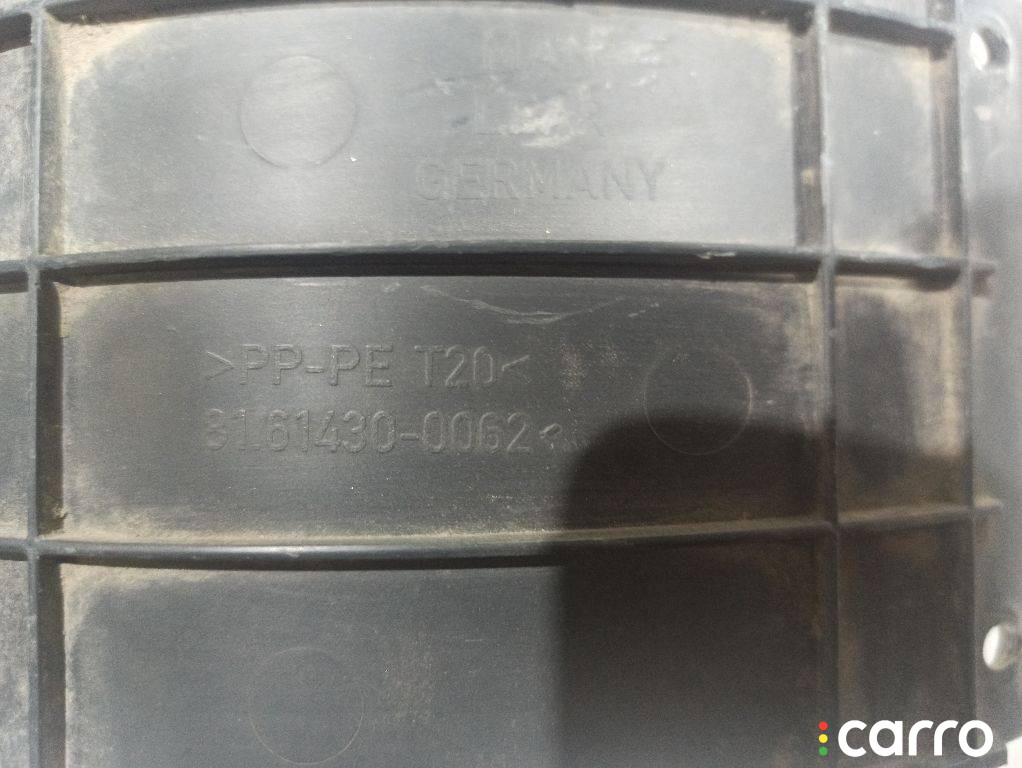 GERMANY
>PP-PE T20<
81.61430-0062<
carro